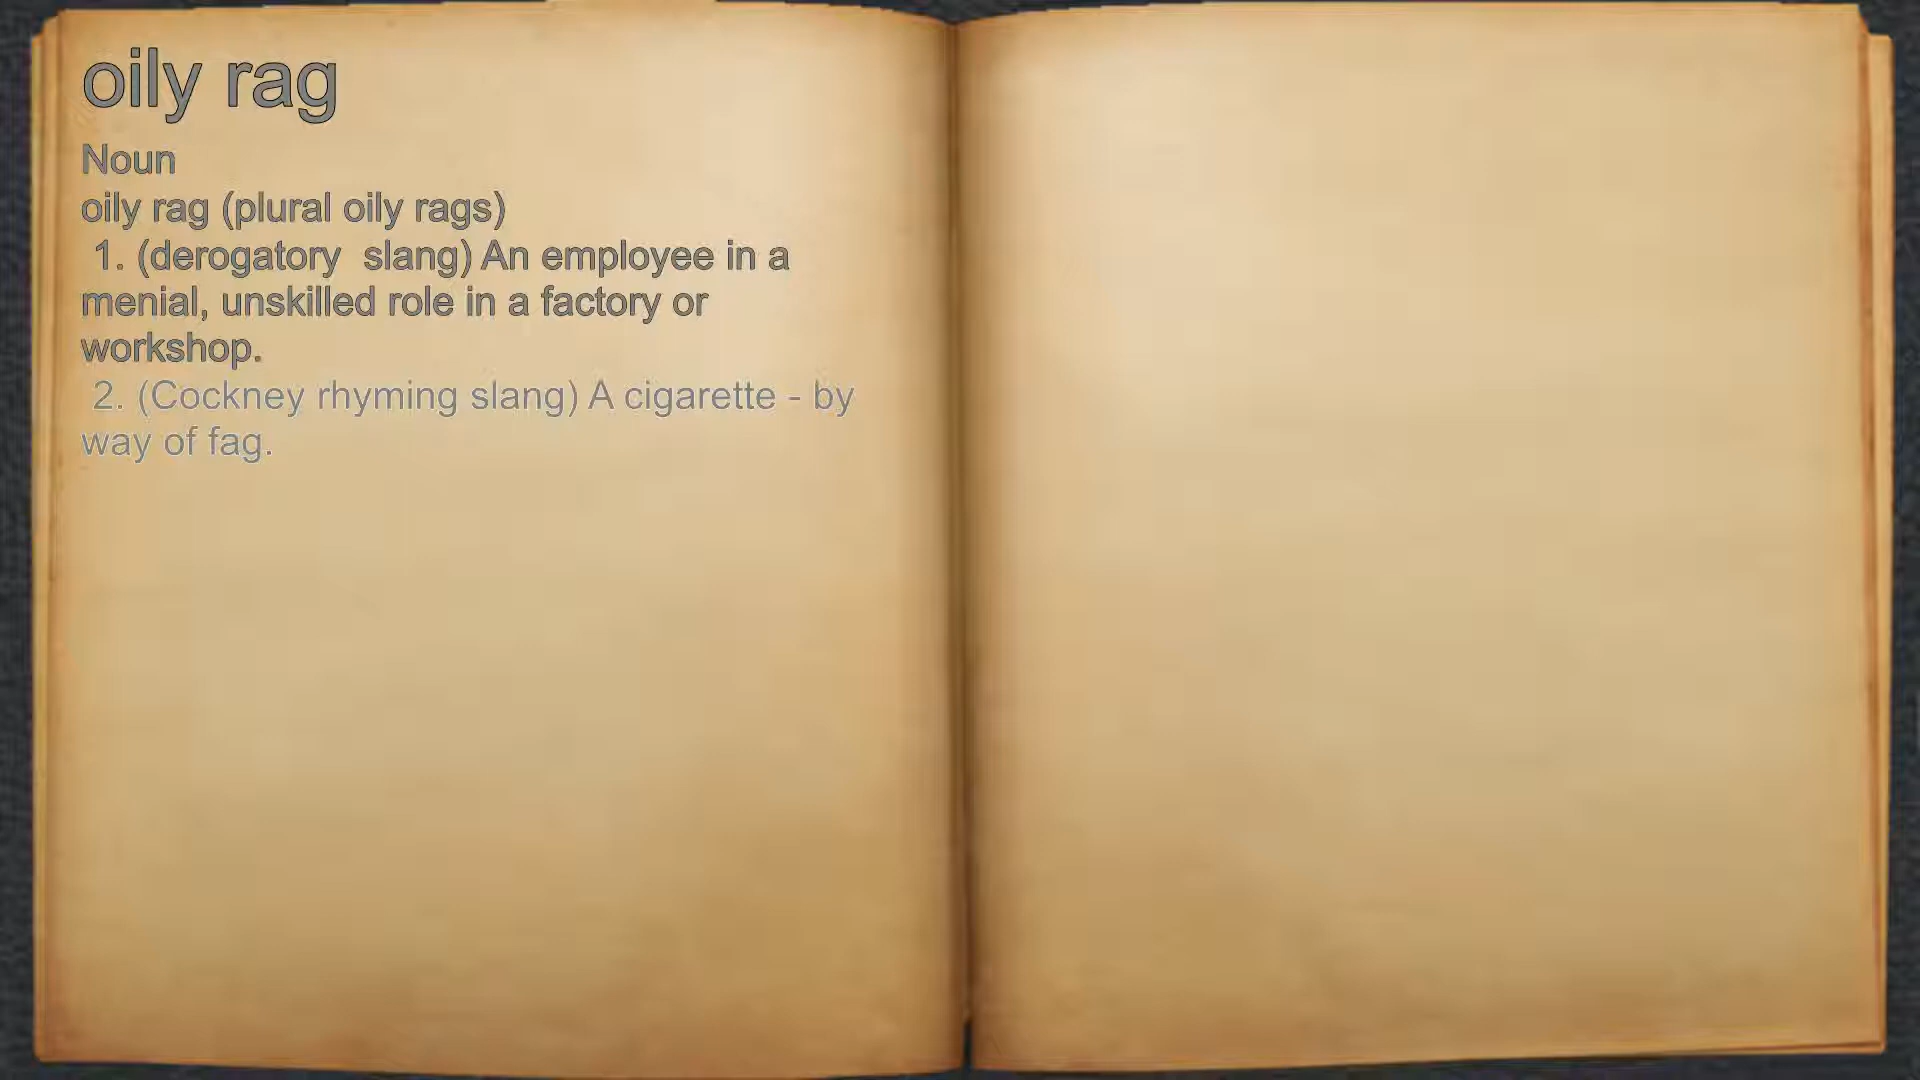 oily rag
Noun
oily rag (plural oily rags)
1. (derogatory  slang) An employee in a
menial, unskilled role in a factory or
workshop.
2. (Cockney rhyming slang) A cigarette - by
way of fag.